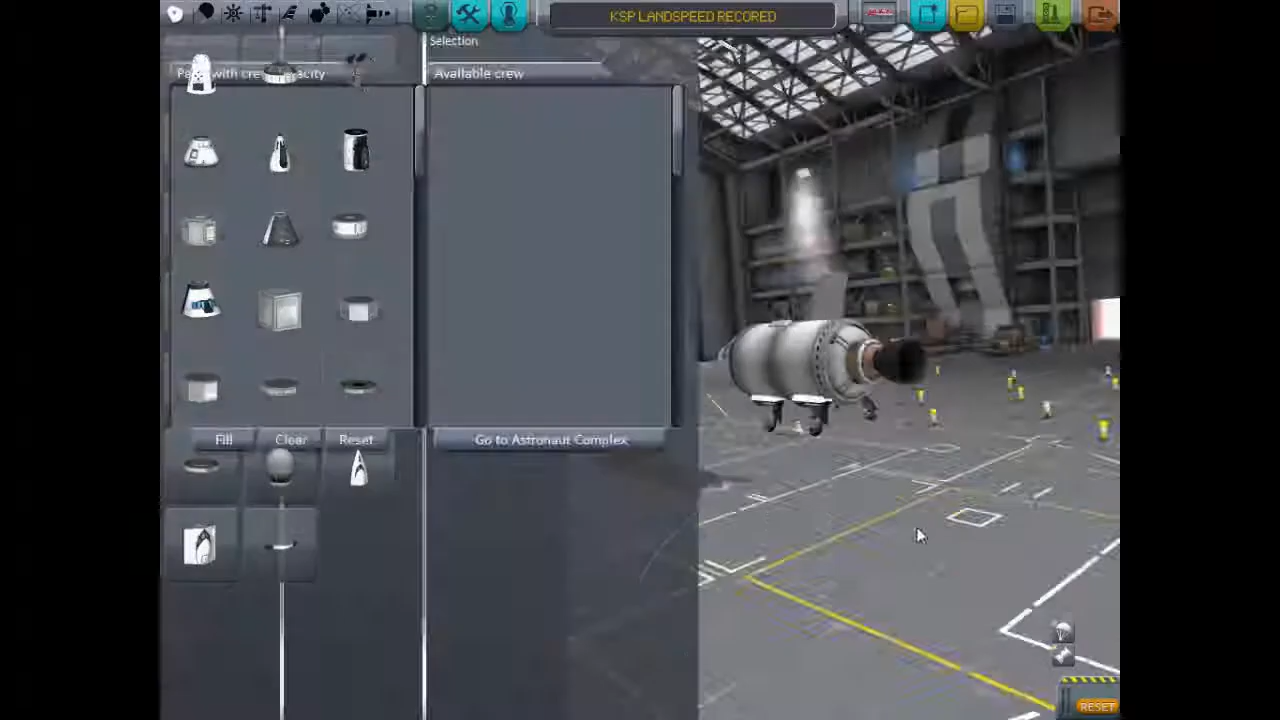 KSP LANDSPEED RECORED
Selection
Available crew
Fill
Clear
Reset
Go to Astronaut Complex
RESET